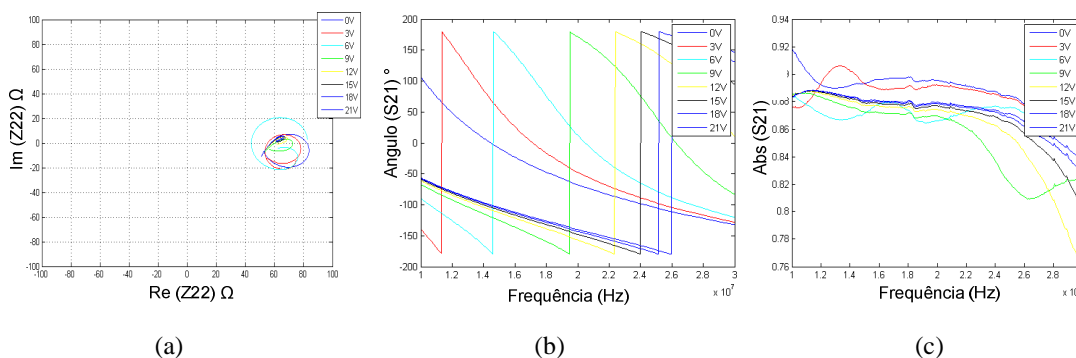 100
80
60
40
20
0
-20
-40
-60
-80
-100
Im (Z22) Ω
-100 -80 -60 -40 -20 0 20 40 60 80 100
Re (Z22) Ω
0V
3V
6V
9V
12V
15V
18V
21V
(a)
200
150
100
50
0
-50
-100
-150
-200
Angulo (S21) °
1 1.2 1.4 1.6 1.8 2 2.2 2.4 2.6 2.8 3
x 10⁷
Frequência (Hz)
0V
3V
6V
9V
12V
15V
18V
21V
(b)
0.94
0.92
0.88
0.86
0.84
0.82
0.8
0.78
0.76
Abs (S21)
1 1.2 1.4 1.6 1.8 2 2.2 2.4 2.6 2.8 3
x 10
Frequência (Hz)
0V
3V
6V
9V
12V
15V
18V
21V
(c)